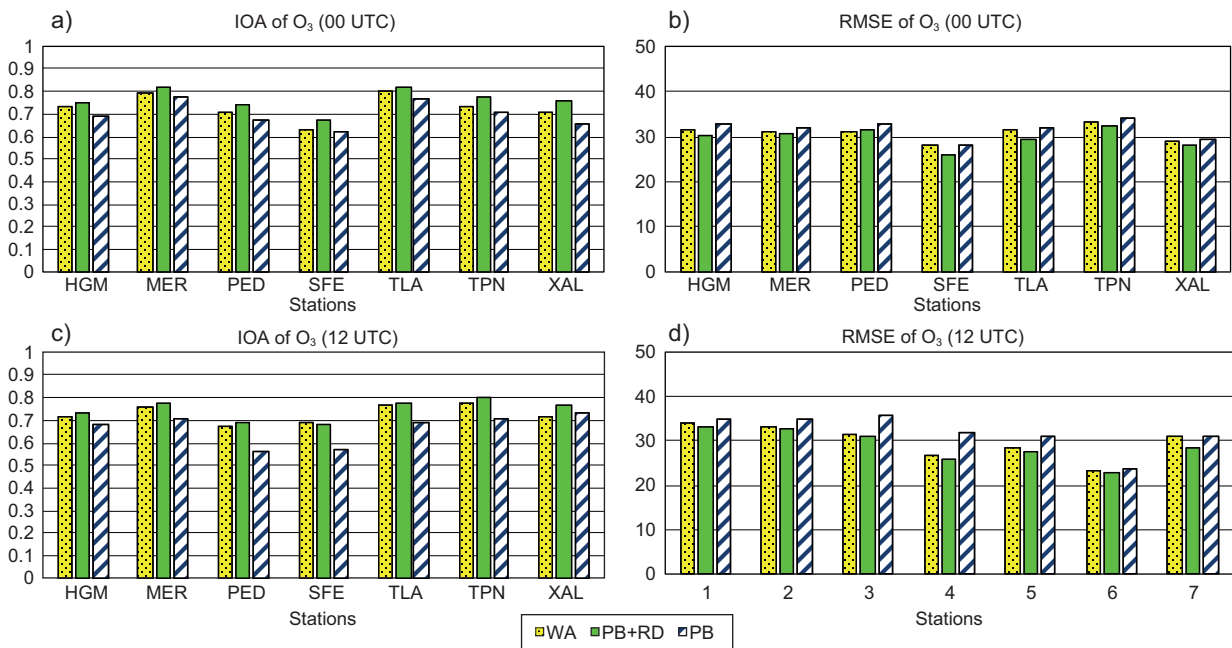 a) IOA of O₃ (00 UTC)
1
0.9
0.8
0.7
0.6
0.5
0.4
0.3
0.2
0.1
0
HGM MER PED SFE TLA TPN XAL
Stations
b) RMSE of O₃ (00 UTC)
50
40
30
20
10
0
HGM MER PED SFE TLA TPN XAL
Stations
c) IOA of O₃ (12 UTC)
1
0.9
0.8
0.7
0.6
0.5
0.4
0.3
0.2
0.1
0
HGM MER PED SFE TLA TPN XAL
Stations
d) RMSE of O₃ (12 UTC)
50
40
30
20
10
0
1 2 3 4 5 6 7
Stations
WA PB+RD PB